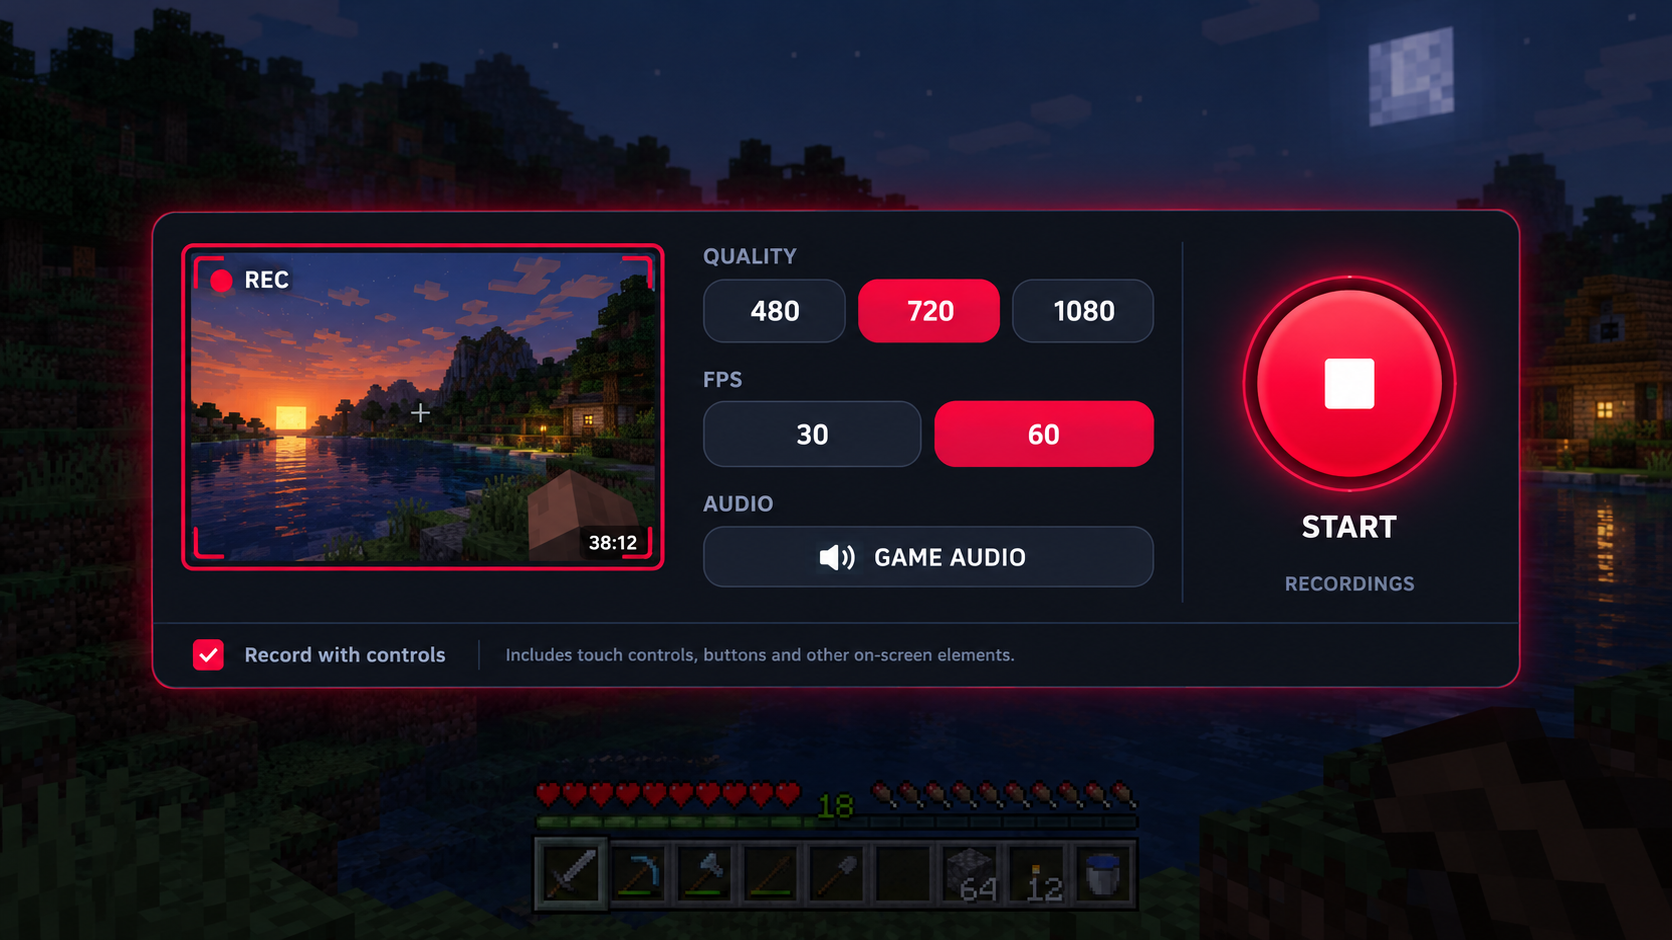 REC
38:12
QUALITY
480 720 1080
FPS
30 60
AUDIO
GAME AUDIO
START
RECORDINGS
Record with controls
Includes touch controls, buttons and other on-screen elements.
18
64 12